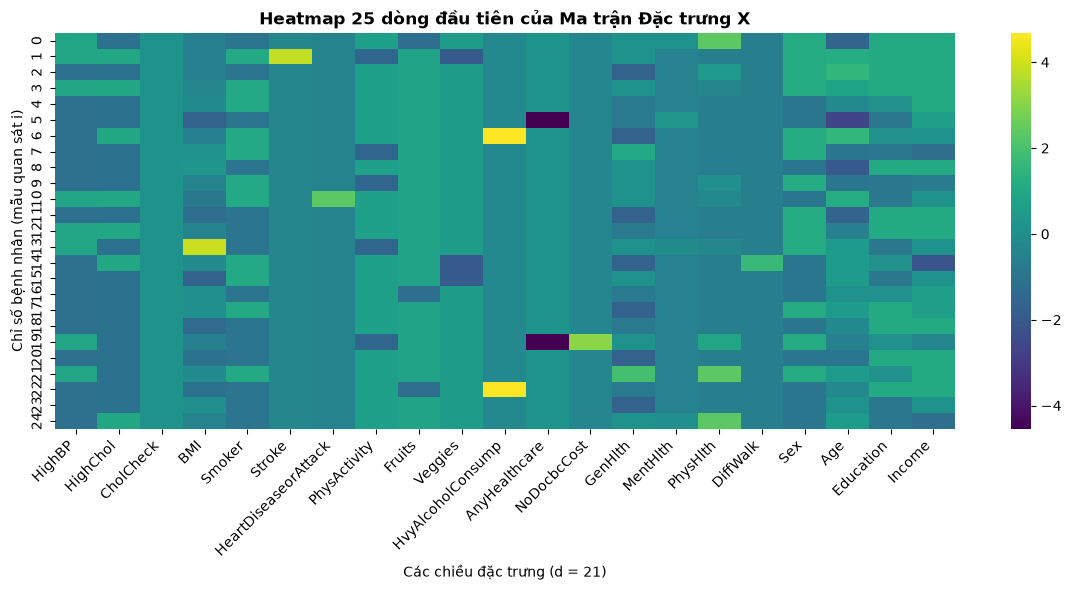 Heatmap 25 dòng đầu tiên của Ma trận Đặc trưng X
Chỉ số bệnh nhân (mẫu quan sát i)
0
1
2
3
4
5
6
7
8
9
10
11
12
13
14
15
16
17
18
19
20
21
22
23
24
HighBP
HighChol
CholCheck
BMI
Smoker
Stroke
HeartDiseaseorAttack
PhysActivity
Fruits
Veggies
HvyAlcoholConsump
AnyHealthcare
NoDocbcCost
GenHlth
MentHlth
PhysHlth
DiffWalk
Sex
Age
Education
Income
Các chiều đặc trưng (d = 21)
4
2
0
−2
−4